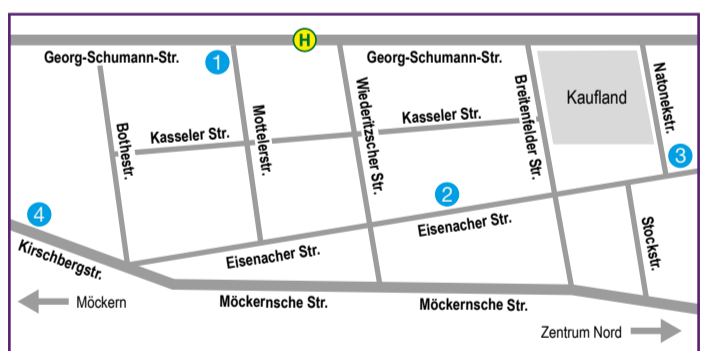 H
Georg-Schumann-Str.
1
Georg-Schumann-Str.
Kaufland
Natonekstr.
Bothestr.
Kasseler Str.
Mottelerstr.
Wiederitzscher Str.
Kasseler Str.
Breitenfelder Str.
3
4
2
Kirschbergstr.
Eisenacher Str.
Eisenacher Str.
Stockstr.
Möckern
Möckernsche Str.
Möckernsche Str.
Zentrum Nord